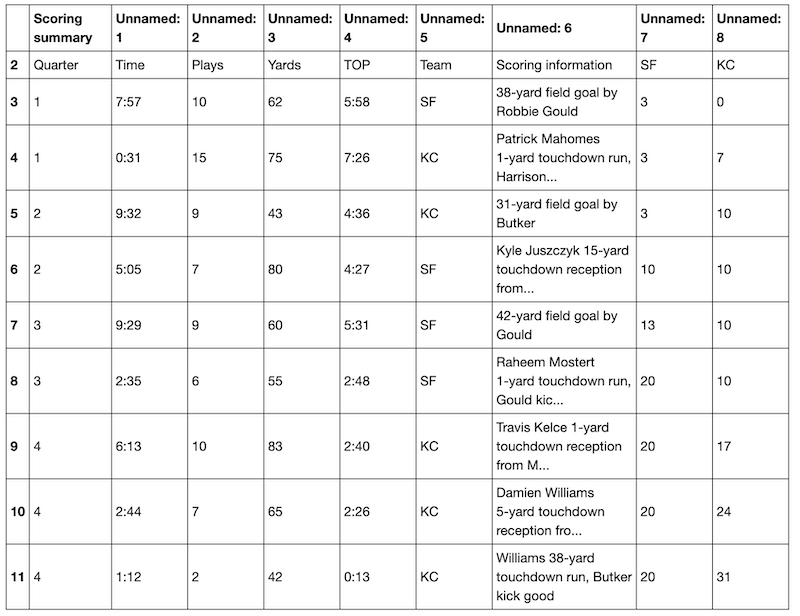 Scoring summary Unnamed: 1 Unnamed: 2 Unnamed: 3 Unnamed: 4 Unnamed: 5 Unnamed: 6 Unnamed: 7 Unnamed: 8
2 Quarter Time Plays Yards TOP Team Scoring information SF KC
3 1 7:57 10 62 5:58 SF 38-yard field goal by Robbie Gould 3 0
4 1 0:31 15 75 7:26 KC Patrick Mahomes 1-yard touchdown run, Harrison... 3 7
5 2 9:32 9 43 4:36 KC 31-yard field goal by Butker 3 10
6 2 5:05 7 80 4:27 SF Kyle Juszczyk 15-yard touchdown reception from... 10 10
7 3 9:29 9 60 5:31 SF 42-yard field goal by Gould 13 10
8 3 2:35 6 55 2:48 SF Raheem Mostert 1-yard touchdown run, Gould kic... 20 10
9 4 6:13 10 83 2:40 KC Travis Kelce 1-yard touchdown reception from M... 20 17
10 4 2:44 7 65 2:26 KC Damien Williams 5-yard touchdown reception fro... 20 24
11 4 1:12 2 42 0:13 KC Williams 38-yard touchdown run, Butker kick good 20 31